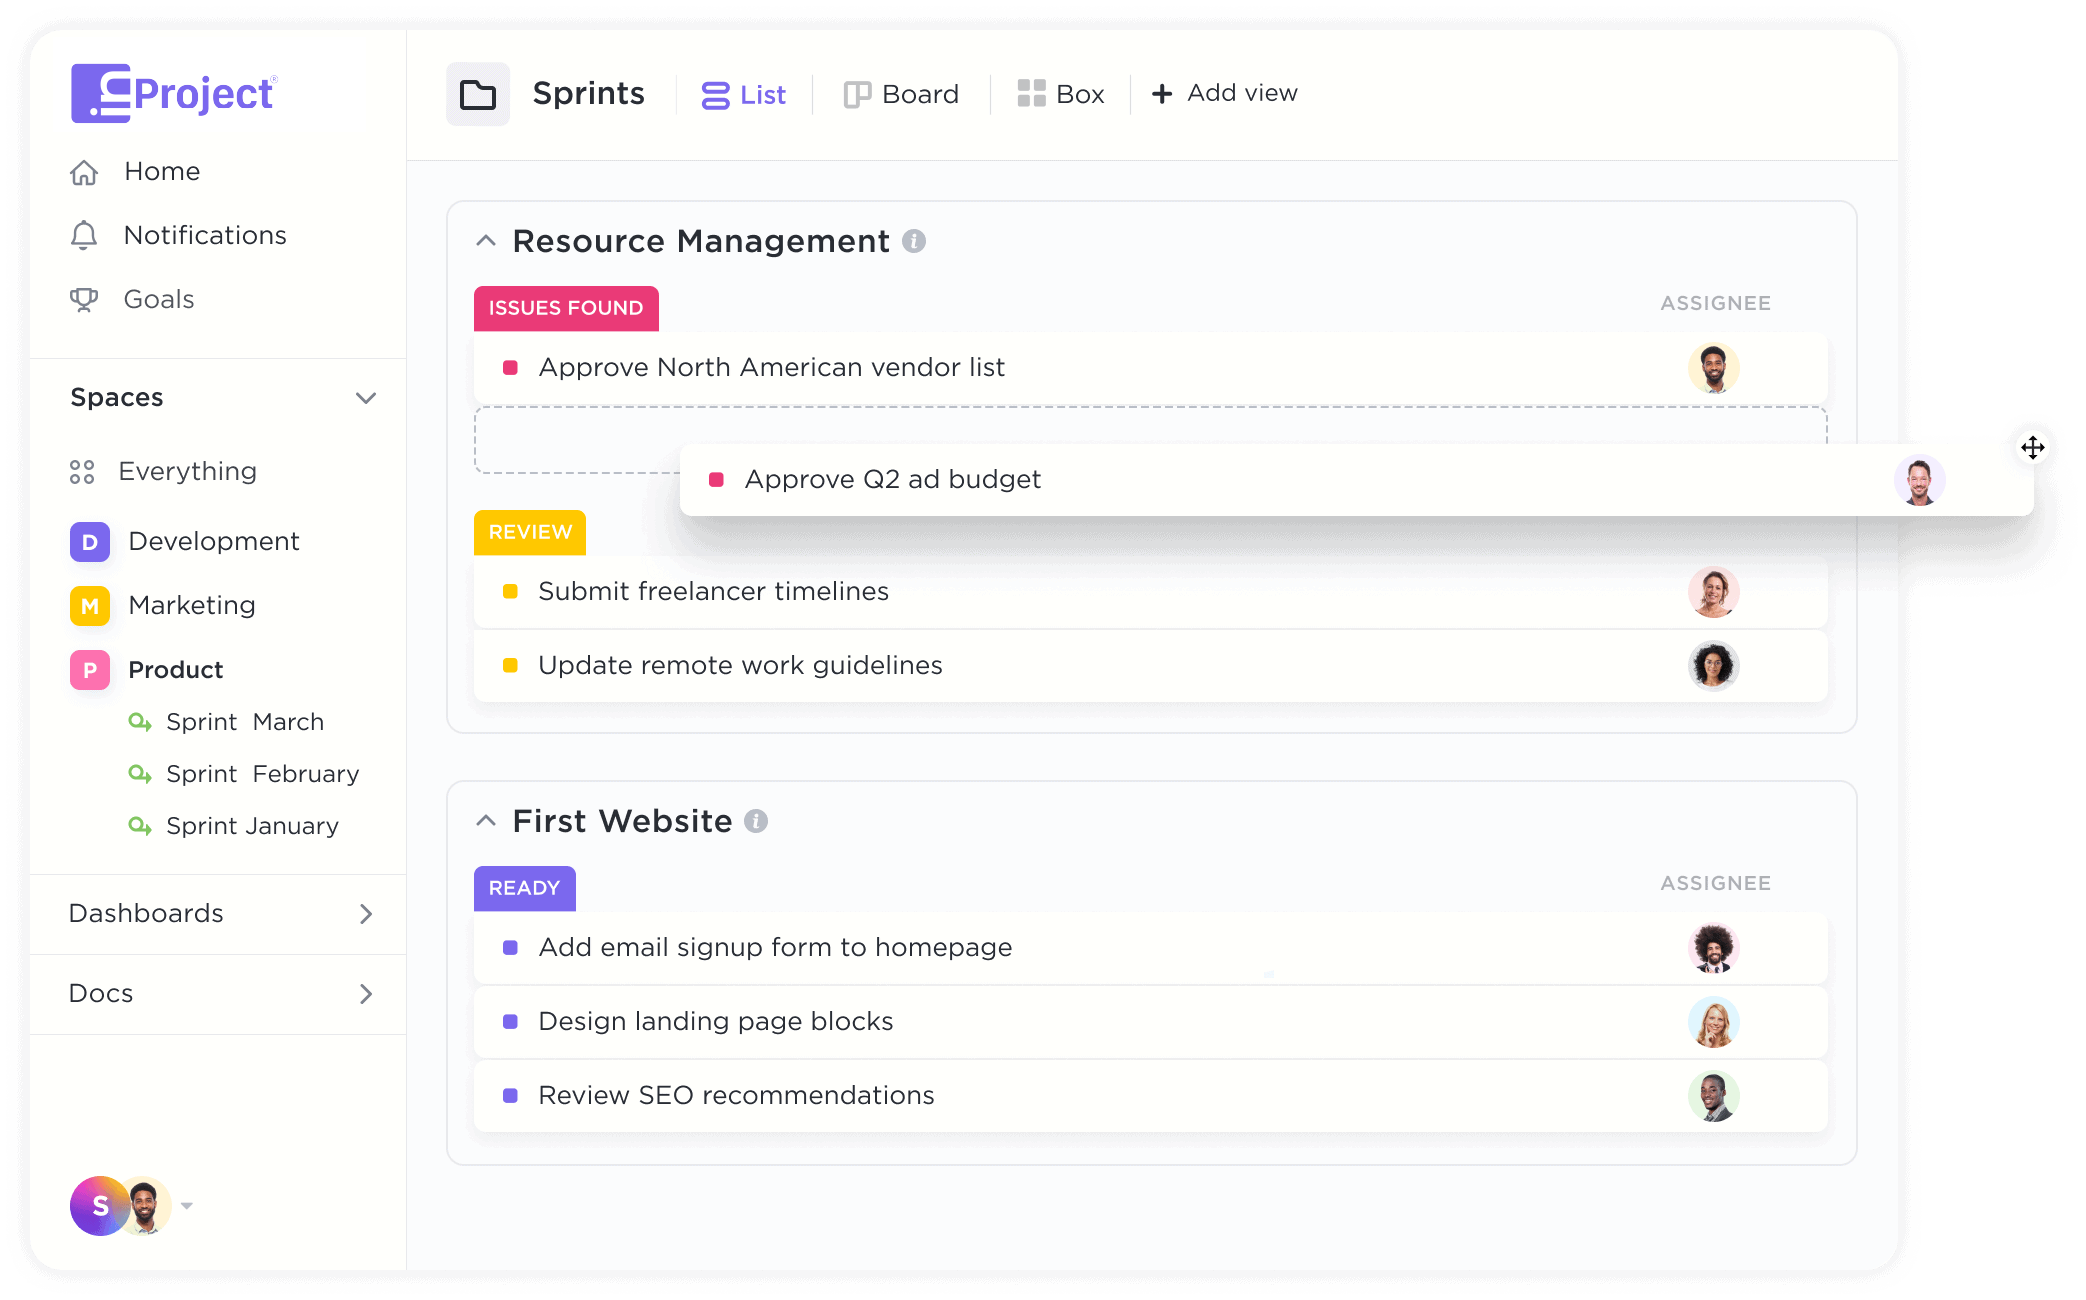 Project®
Home
Notifications
Goals
Spaces
Everything
D Development
M Marketing
P Product
Sprint March
Sprint February
Sprint January
Dashboards
Docs
S
Sprints List Board Box + Add view
Resource Management i
ISSUES FOUND ASSIGNEE
Approve North American vendor list
Approve Q2 ad budget
REVIEW
Submit freelancer timelines
Update remote work guidelines
First Website i
READY ASSIGNEE
Add email signup form to homepage
Design landing page blocks
Review SEO recommendations